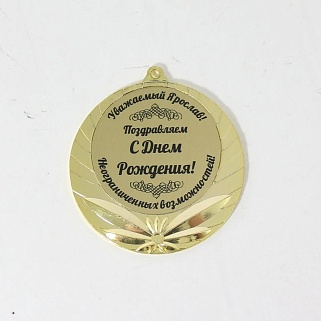 Уважаемый Ярослав!
Поздравляем
С Днем
Рождения!
Неограниченных возможностей!